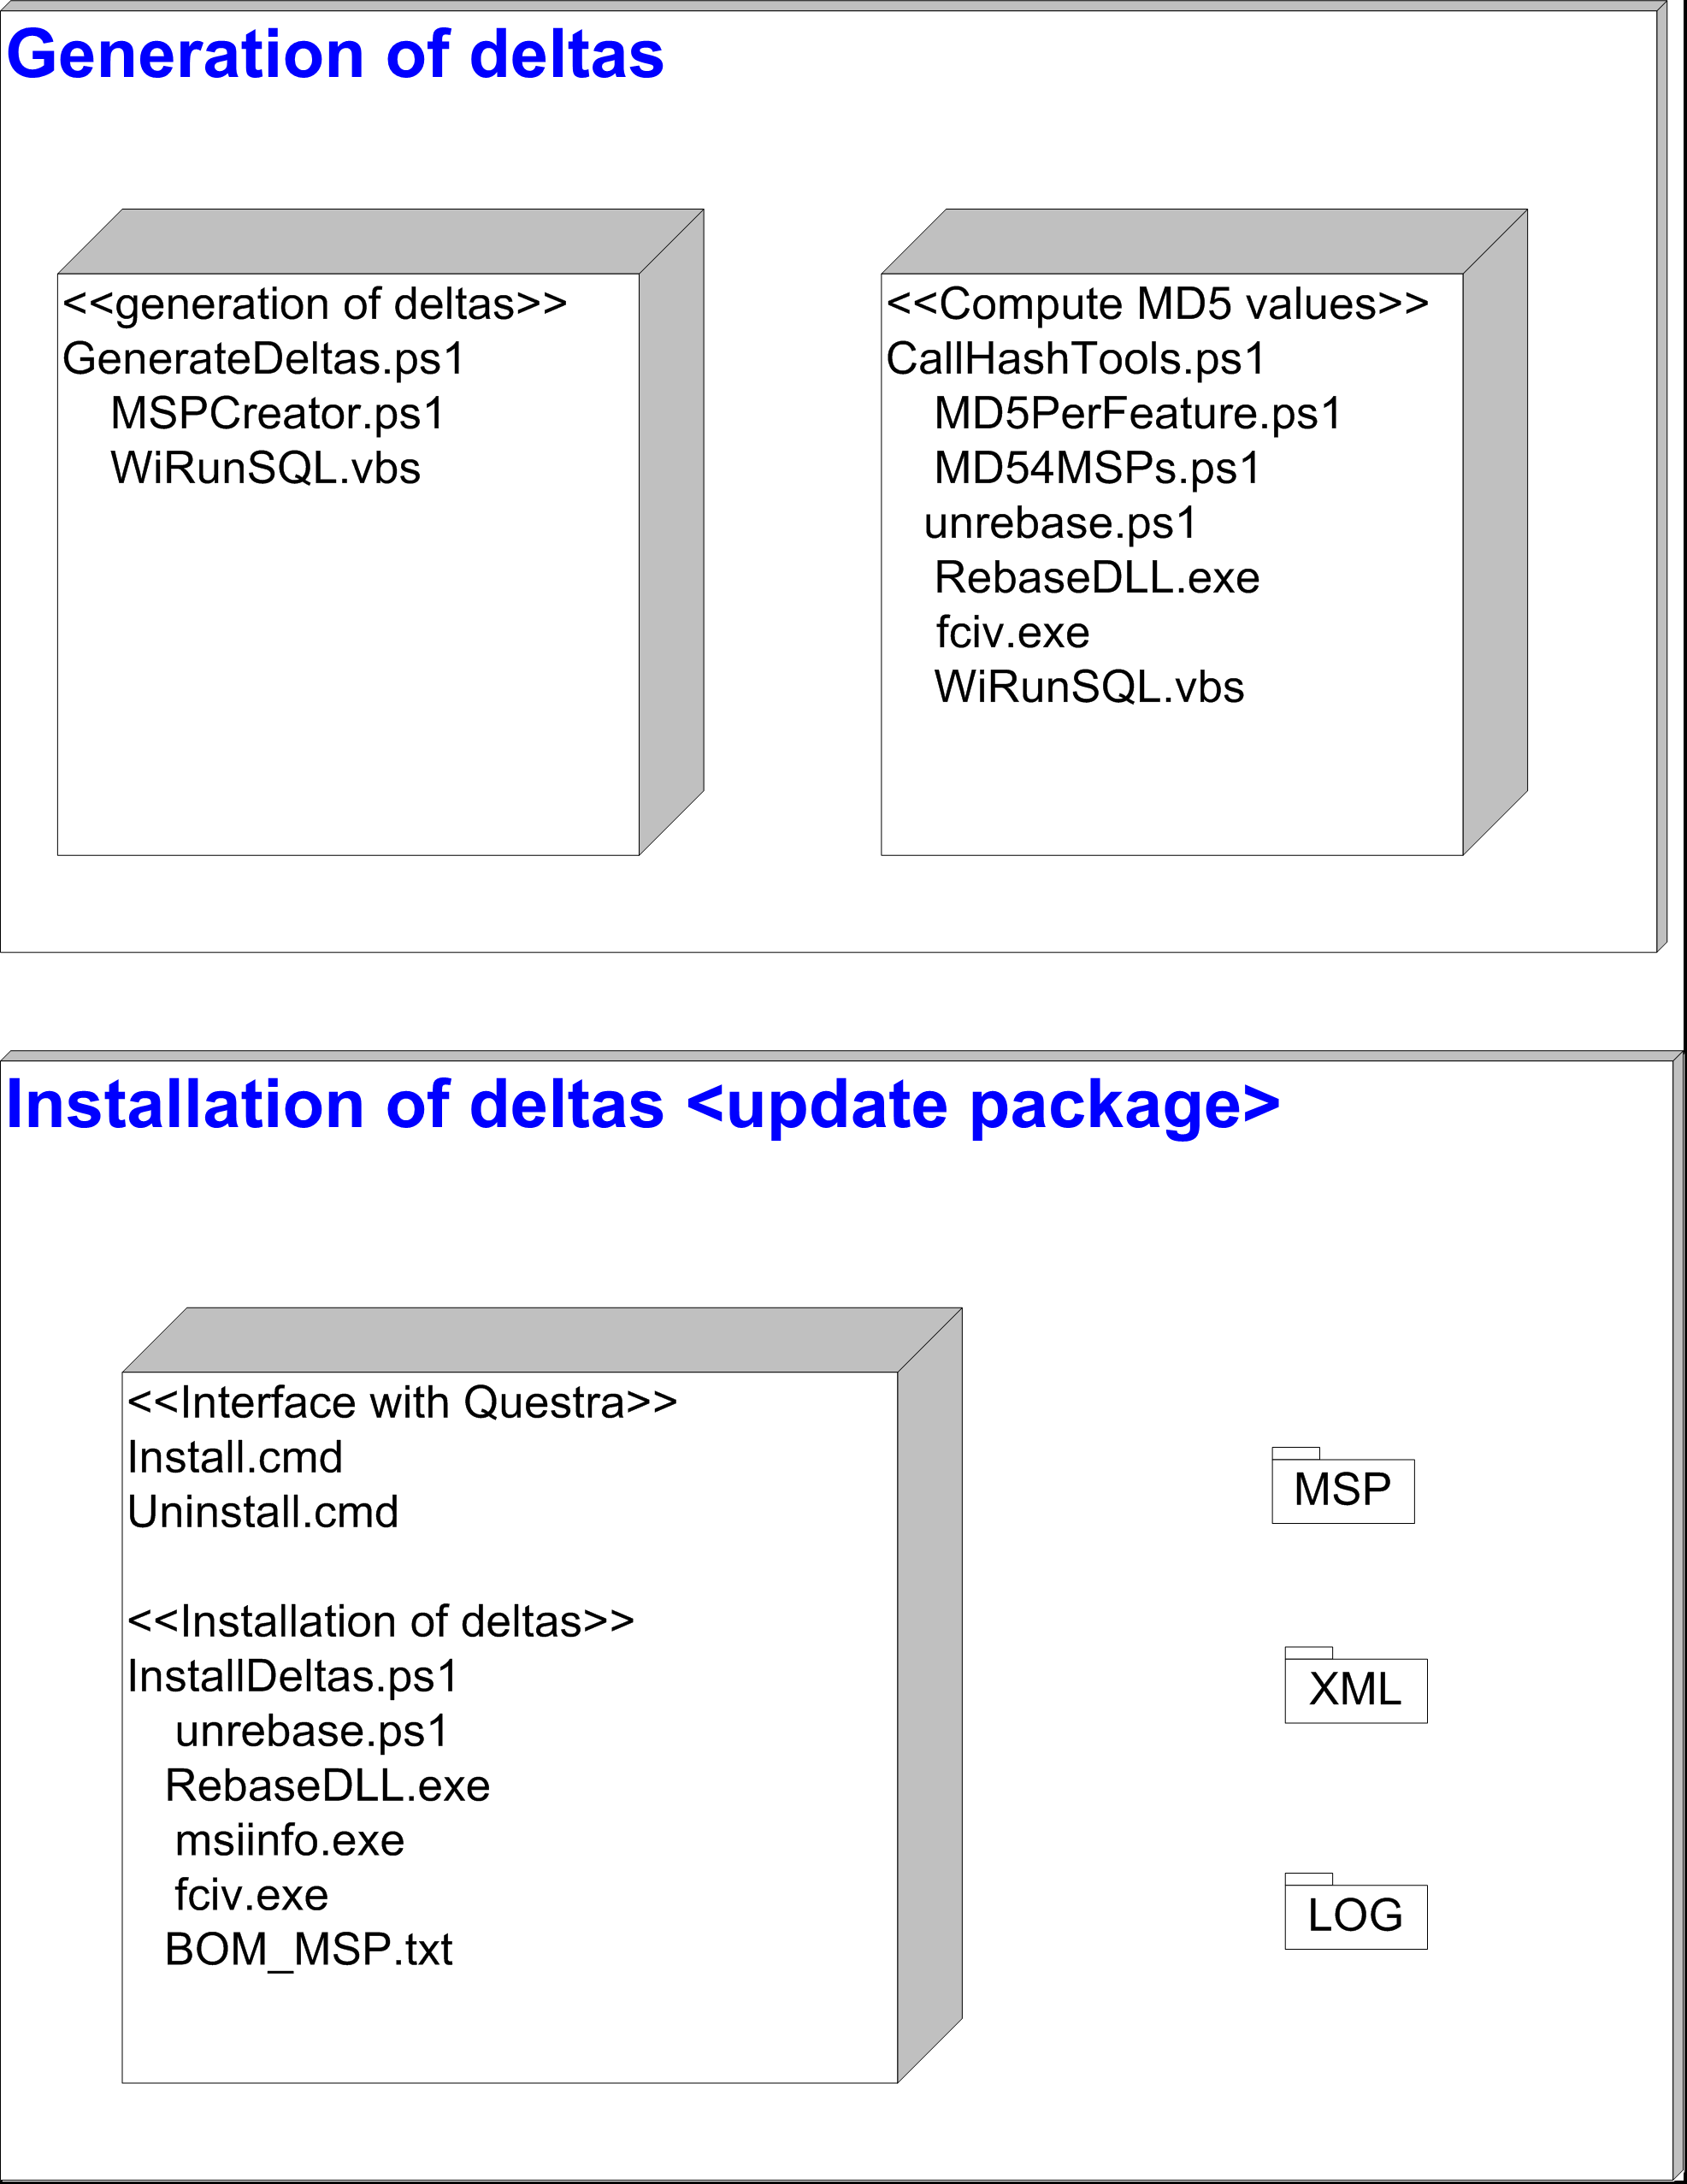 Generation of deltas
<<generation of deltas>>
GenerateDeltas.ps1
MSPCreator.ps1
WiRunSQL.vbs
<<Compute MD5 values>>
CallHashTools.ps1
MD5PerFeature.ps1
MD54MSPs.ps1
unrebase.ps1
RebaseDLL.exe
fciv.exe
WiRunSQL.vbs
Installation of deltas <update package>
<<Interface with Questra>>
Install.cmd
Uninstall.cmd
<<Installation of deltas>>
InstallDeltas.ps1
unrebase.ps1
RebaseDLL.exe
msiinfo.exe
fciv.exe
BOM_MSP.txt
MSP
XML
LOG